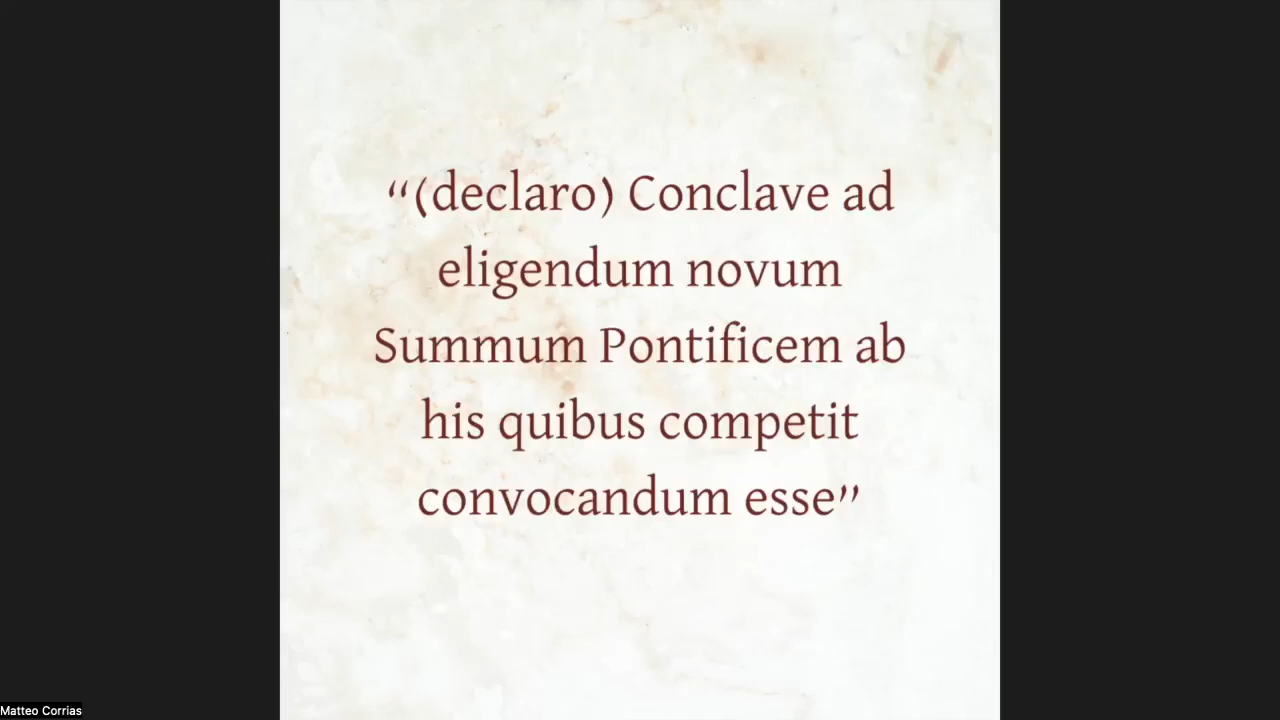 “(declaro) Conclave ad
eligendum novum
Summum Pontificem ab
his quibus competit
convocandum esse”
Matteo Corrias